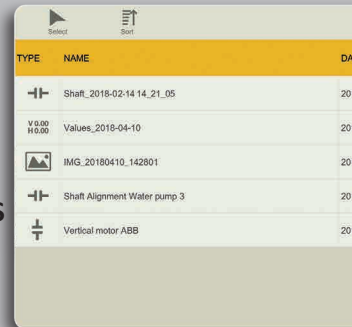 Select Sort
TYPE NAME DA
Shaft_2018-02-14 14_21_05 20
V 0.00
H 0.00 Values_2018-04-10 20
IMG_20180410_142801 20
Shaft Alignment Water pump 3 20
Vertical motor ABB 20
s